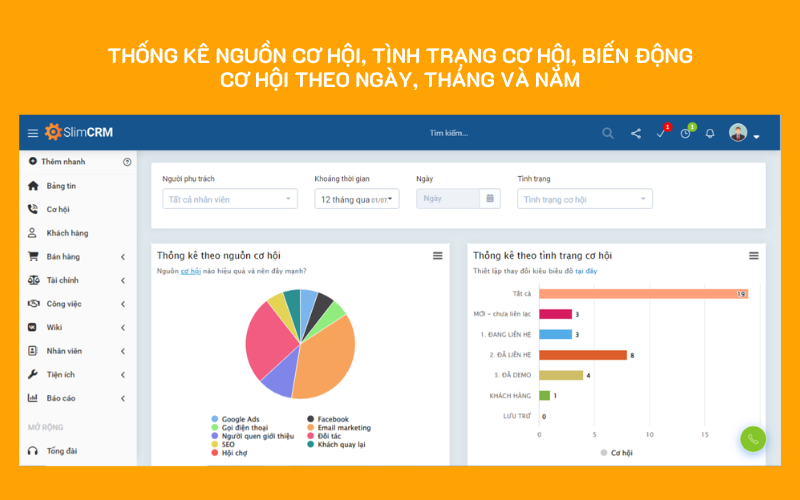 THỐNG KÊ NGUỒN CƠ HỘI, TÌNH TRẠNG CƠ HỘI, BIẾN ĐỘNG
CƠ HỘI THEO NGÀY, THÁNG VÀ NĂM
SlimCRM
Tìm kiếm...
1
1
Thêm nhanh
Bảng tin
Cơ hội
Khách hàng
Bán hàng
Tài chính
Công việc
Wiki
Nhân viên
Tiện ích
Báo cáo
MỞ RỘNG
Tổng đài
Người phụ trách
Tất cả nhân viên
Khoảng thời gian
12 tháng qua 01/07/
Ngày
Ngày
Tình trạng
Tình trạng cơ hội
Thống kê theo nguồn cơ hội
Nguồn cơ hội nào hiệu quả và nên đẩy mạnh?
Google Ads
Facebook
Gọi điện thoại
Email marketing
Người quen giới thiệu
Đối tác
SEO
Khách quay lại
Hội chợ
Thống kê theo tình trạng cơ hội
Thiết lập thay đổi kiểu biểu đồ tại đây
Tất cả
19
MỚI - chưa liên lạc
3
1. ĐANG LIÊN HỆ
3
2. ĐÃ LIÊN HỆ
8
3. ĐÃ DEMO
4
KHÁCH HÀNG
1
LƯU TRỮ
0
0
5
10
15
Cơ hội